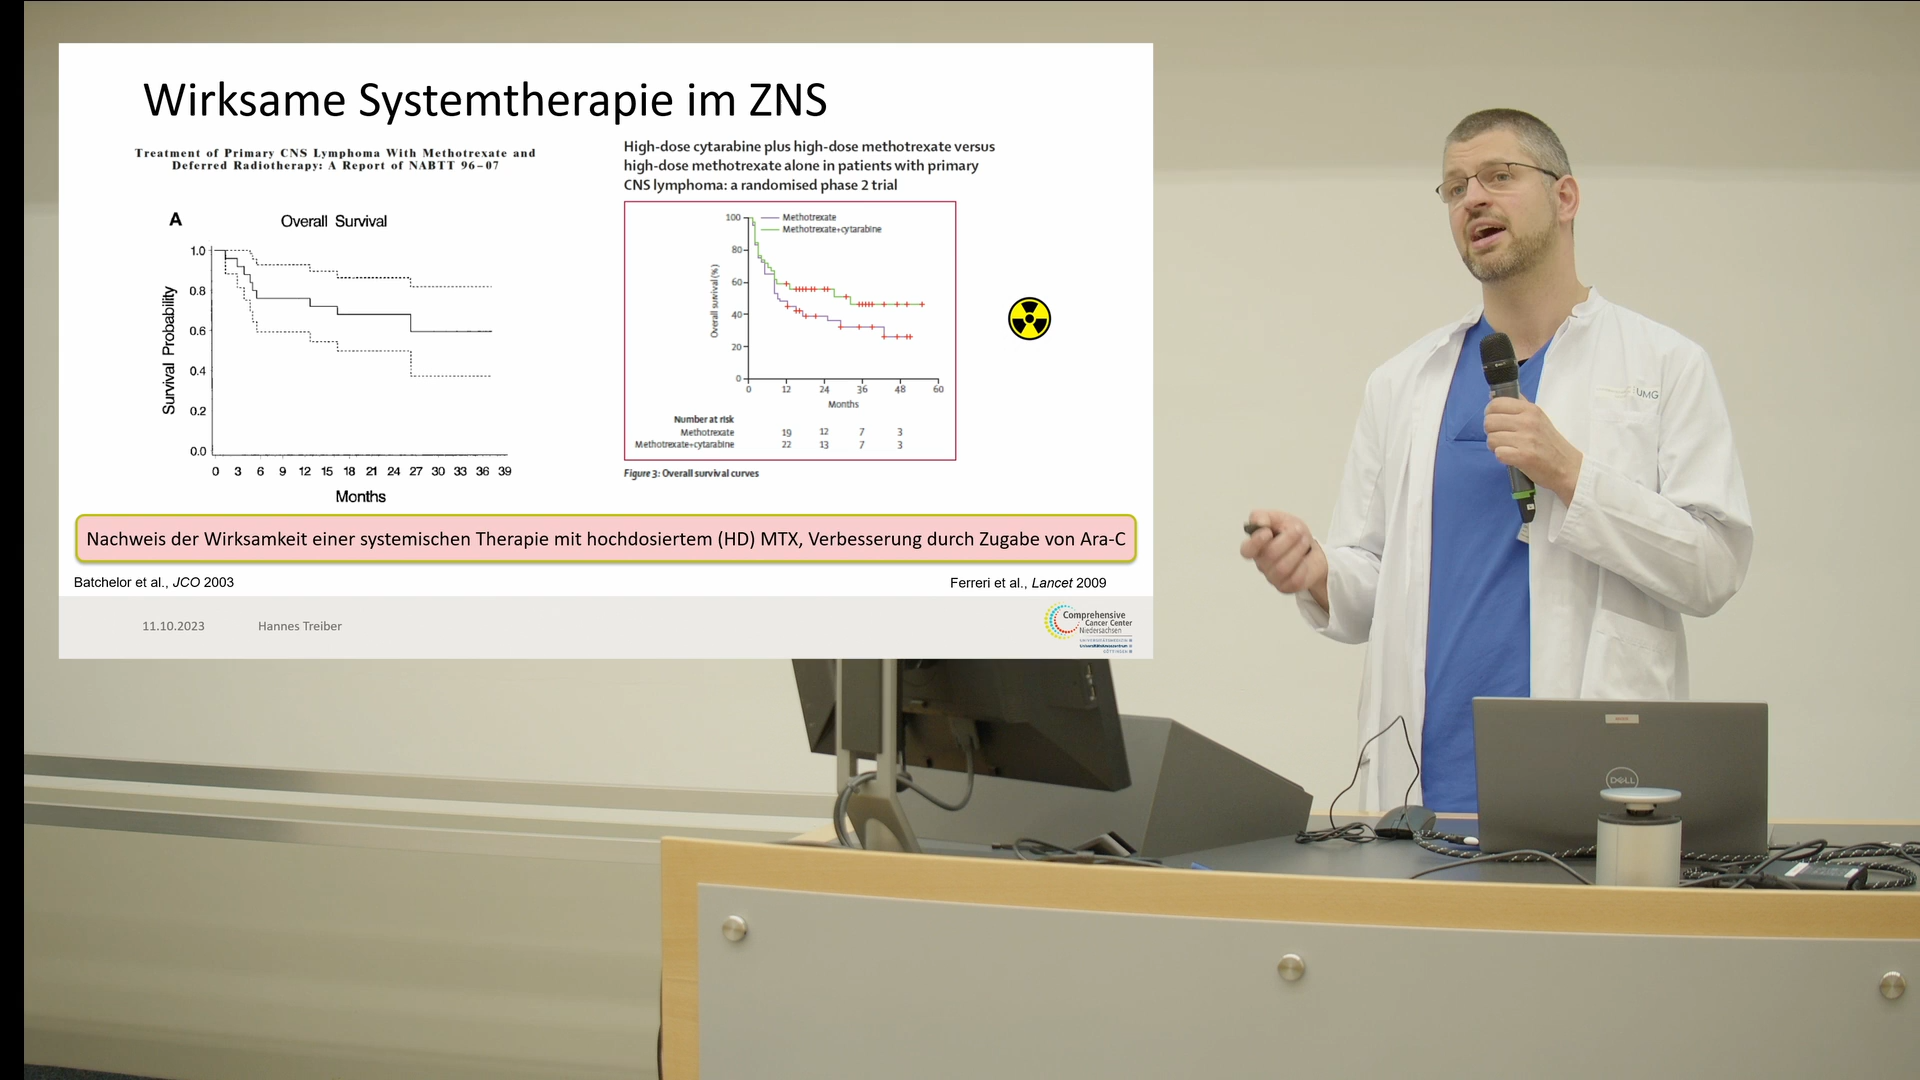 Wirksame Systemtherapie im ZNS
Treatment of Primary CNS Lymphoma With Methotrexate and
Deferred Radiotherapy: A Report of NABTT 96–07
A
Overall Survival
Survival Probability
1.0
0.8
0.6
0.4
0.2
0.0
0 3 6 9 12 15 18 21 24 27 30 33 36 39
Months
High-dose cytarabine plus high-dose methotrexate versus
high-dose methotrexate alone in patients with primary
CNS lymphoma: a randomised phase 2 trial
Methotrexate
Methotrexate+cytarabine
Overall survival (%)
100
80
60
40
20
0
0 12 24 36 48 60
Months
Number at risk
Methotrexate 19 12 7 3
Methotrexate+cytarabine 22 13 7 3
Figure 3: Overall survival curves
Nachweis der Wirksamkeit einer systemischen Therapie mit hochdosiertem (HD) MTX, Verbesserung durch Zugabe von Ara-C
Batchelor et al., JCO 2003
Ferreri et al., Lancet 2009
11.10.2023
Hannes Treiber
Comprehensive
Cancer Center
Niedersachsen
UMG
DELL